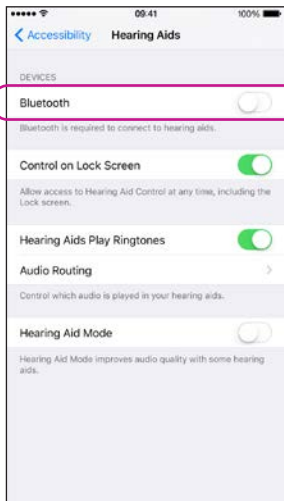 09:41 100%
Accessibility Hearing Aids
DEVICES
Bluetooth
Bluetooth is required to connect to hearing aids.
Control on Lock Screen
Allow access to Hearing Aid Control at any time, including the
Lock screen.
Hearing Aids Play Ringtones
Audio Routing
Control which audio is played in your hearing aids.
Hearing Aid Mode
Hearing Aid Mode improves audio quality with some hearing
aids.